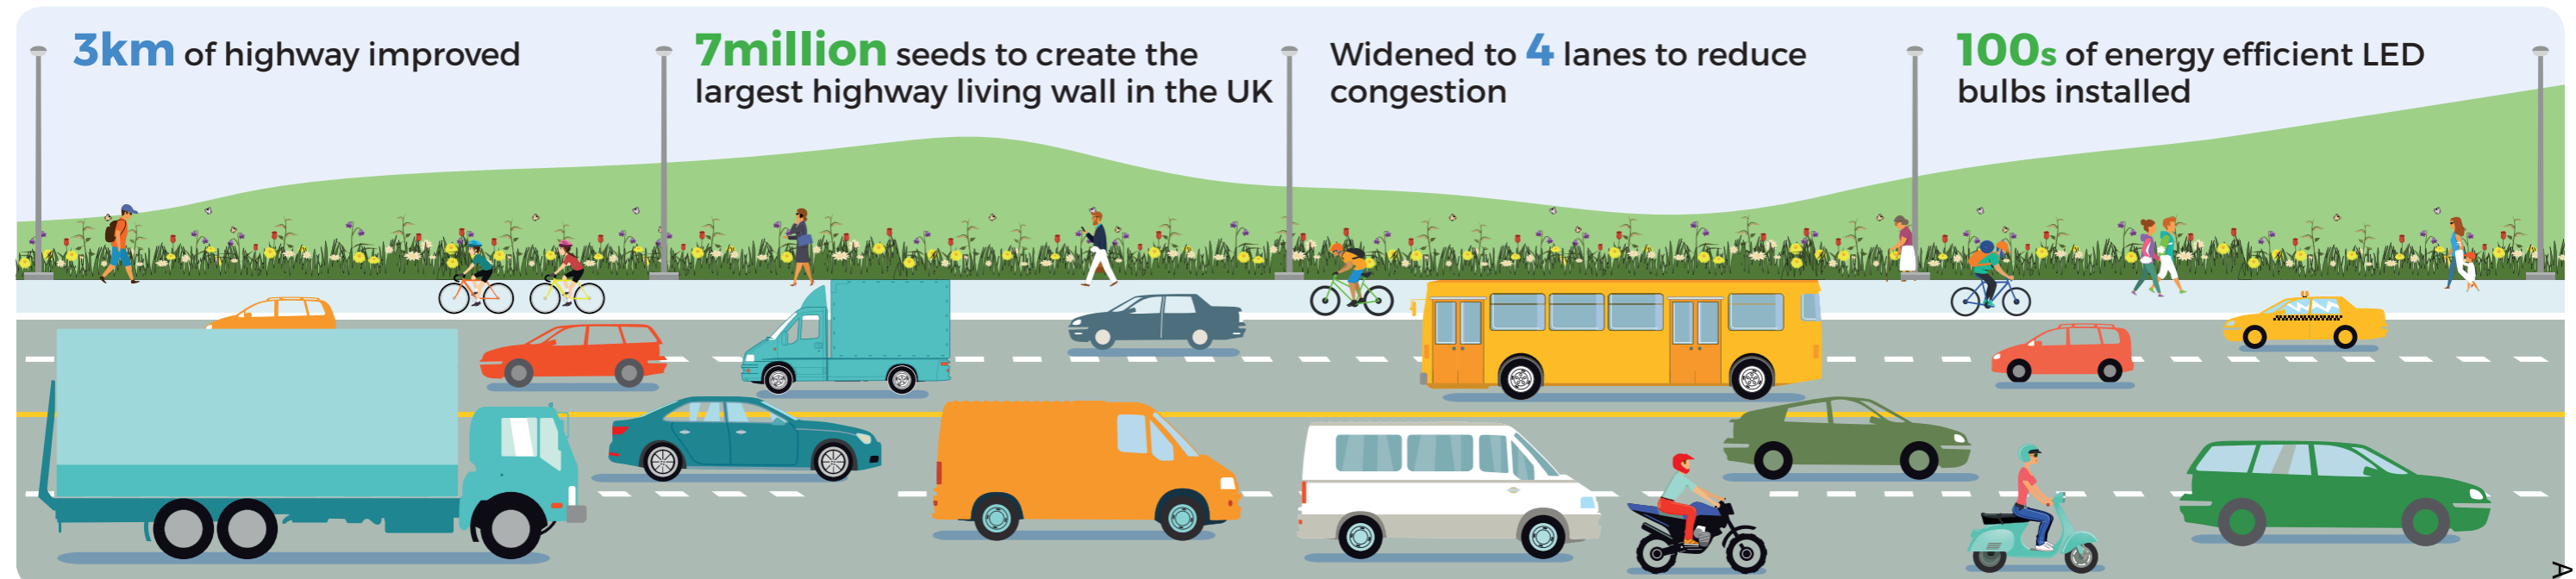 3km of highway improved
7million seeds to create the
largest highway living wall in the UK
Widened to 4 lanes to reduce
congestion
100s of energy efficient LED
bulbs installed
A